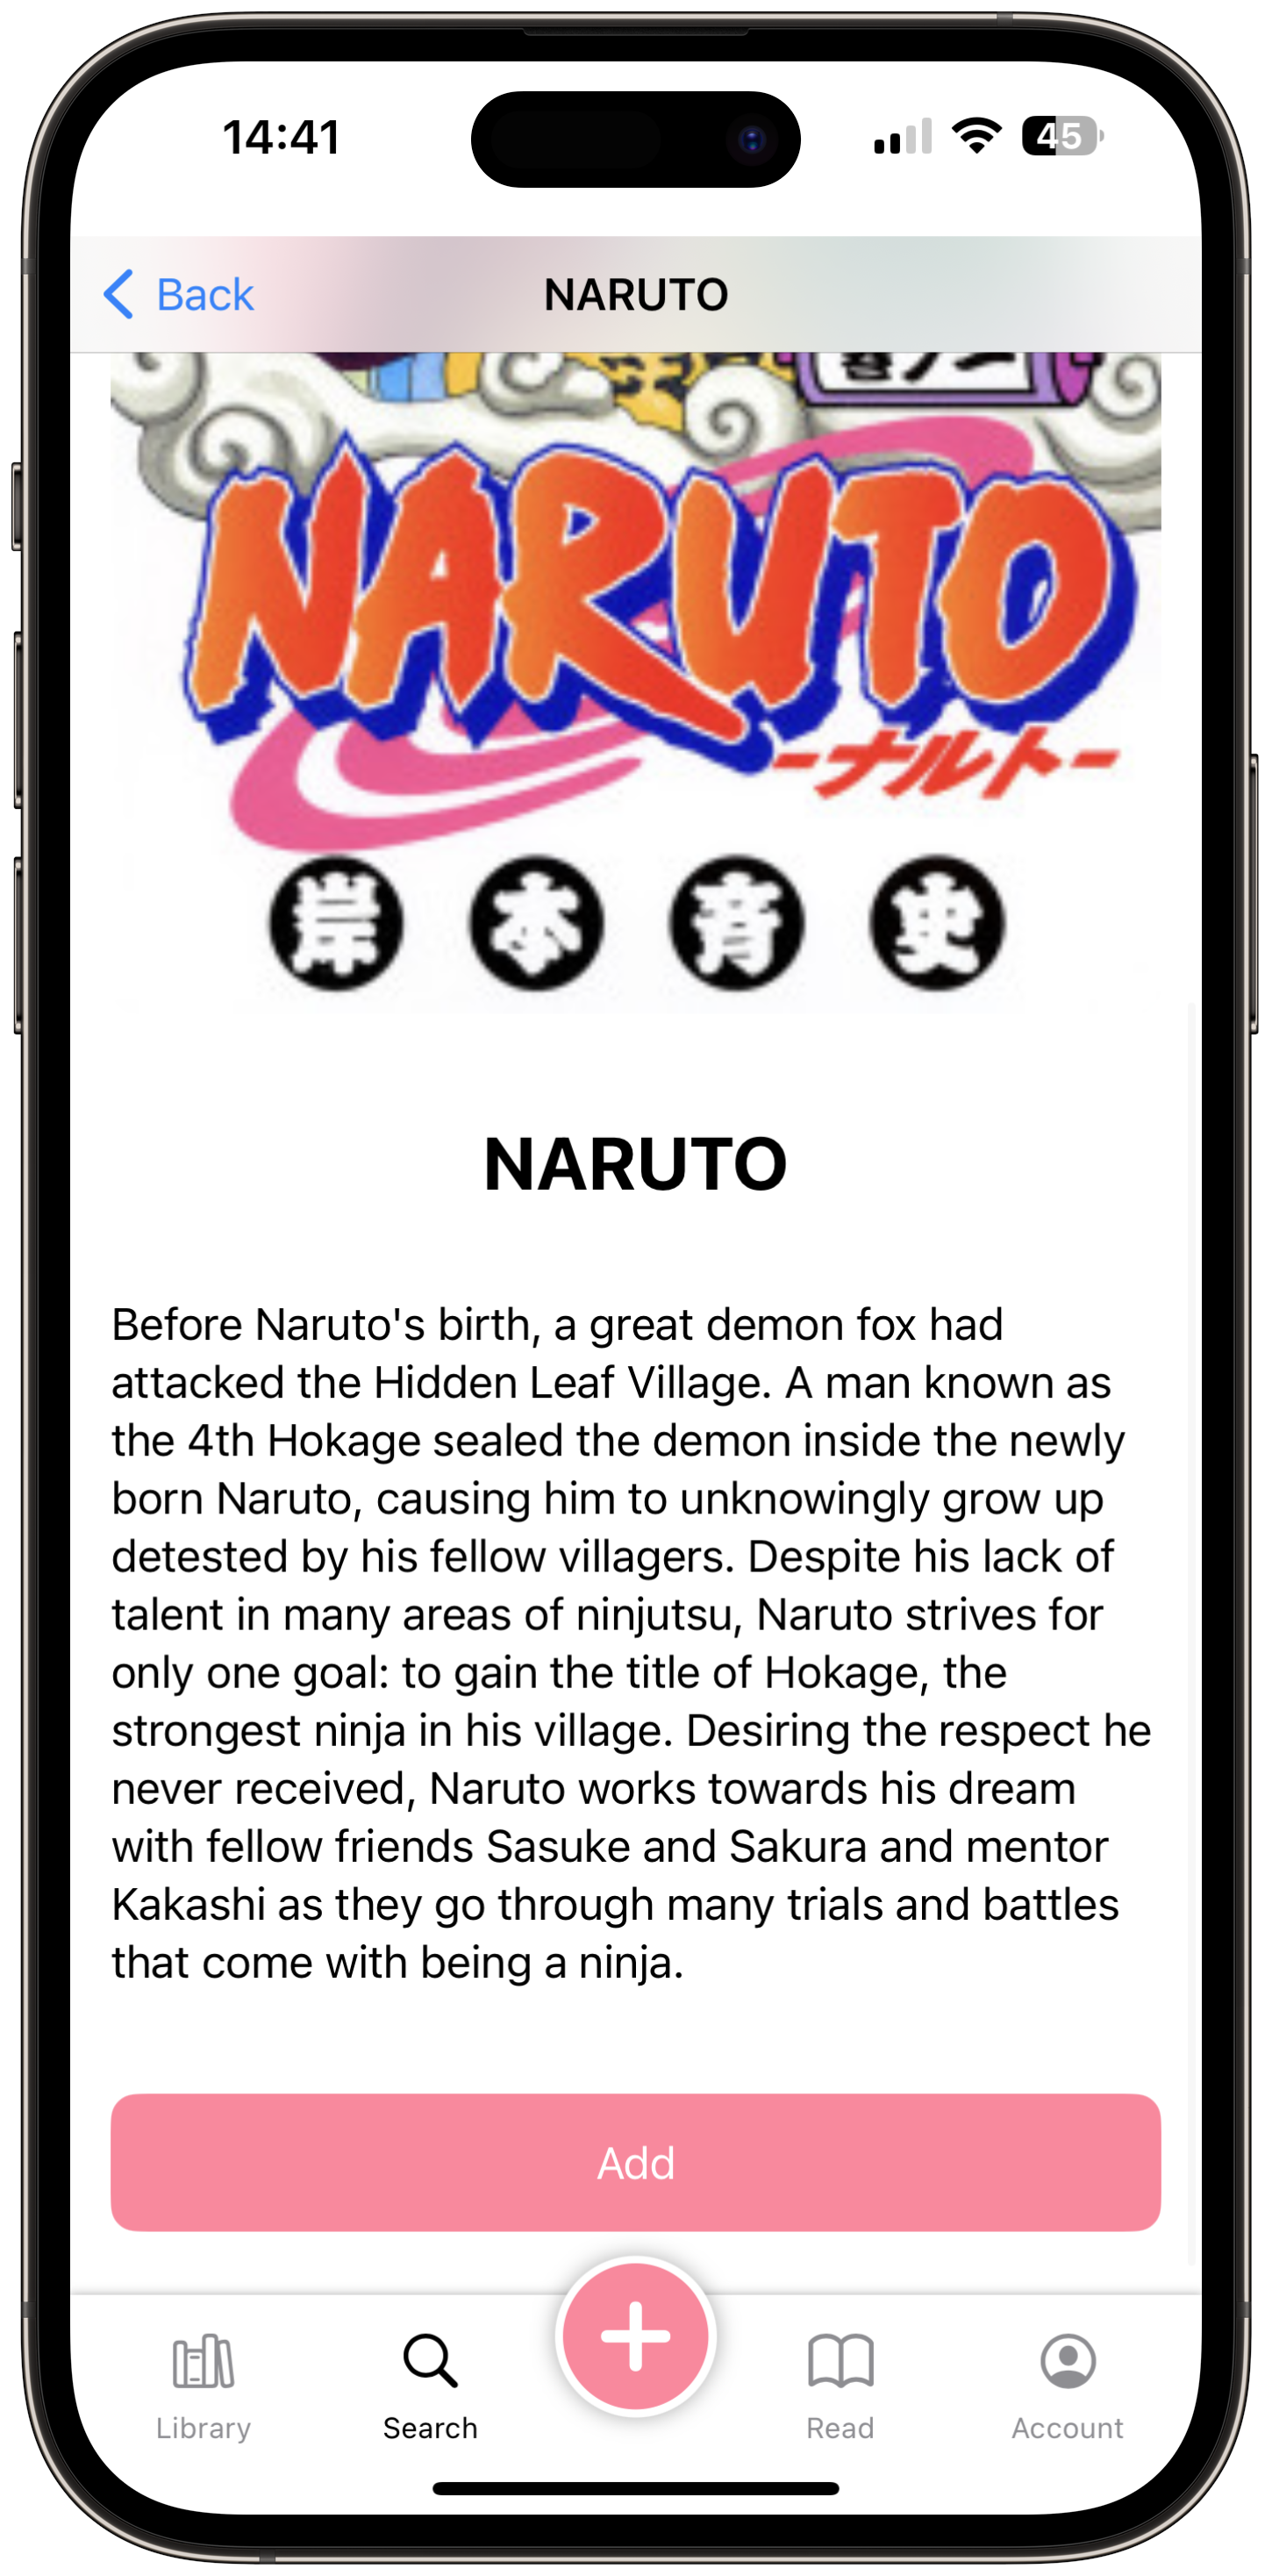 14:41
45
Back
NARUTO
巻ノ一
NARUTO
-ナルト-
岸本斉史
NARUTO
Before Naruto's birth, a great demon fox had
attacked the Hidden Leaf Village. A man known as
the 4th Hokage sealed the demon inside the newly
born Naruto, causing him to unknowingly grow up
detested by his fellow villagers. Despite his lack of
talent in many areas of ninjutsu, Naruto strives for
only one goal: to gain the title of Hokage, the
strongest ninja in his village. Desiring the respect he
never received, Naruto works towards his dream
with fellow friends Sasuke and Sakura and mentor
Kakashi as they go through many trials and battles
that come with being a ninja.
Add
Library
Search
Read
Account